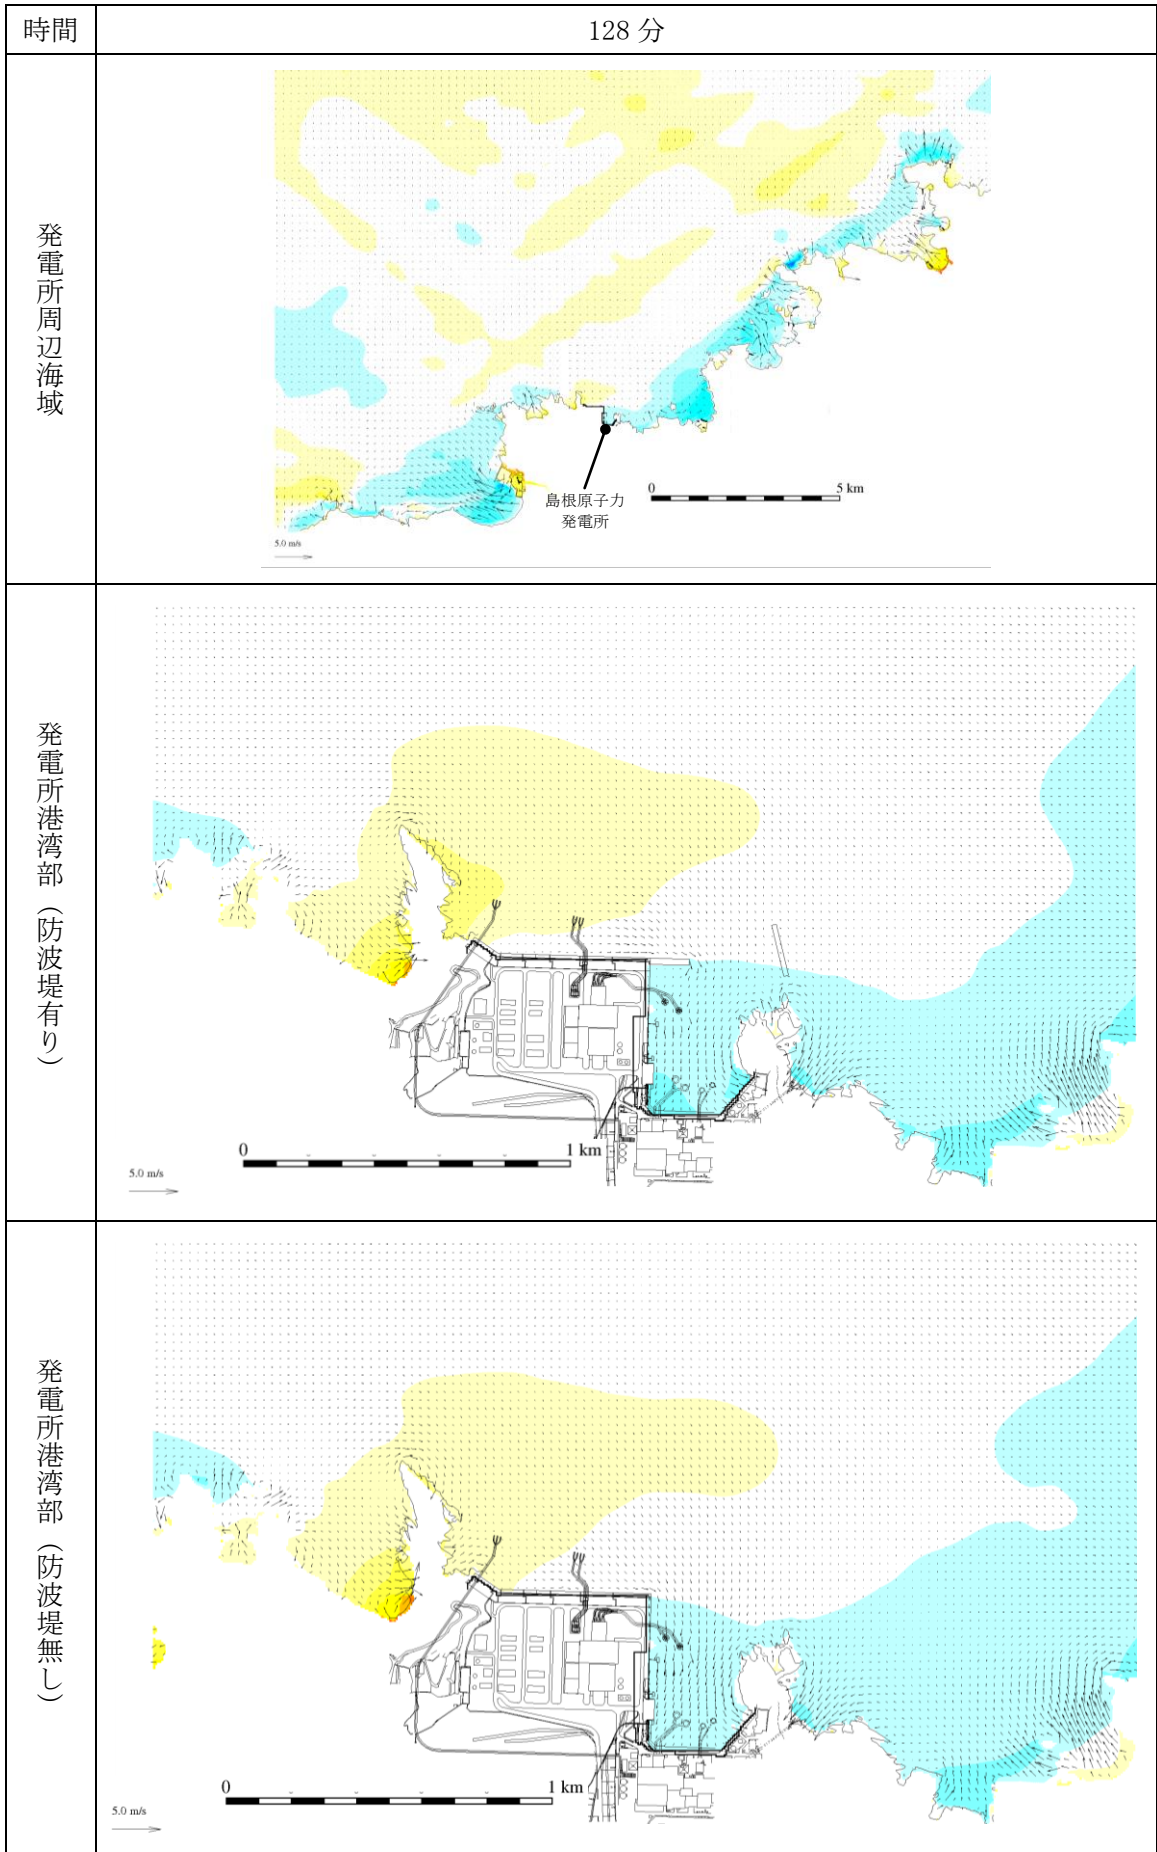 時間
128 分
発電所周辺海域
島根原子力
発電所
0 5 km
5.0 m/s
発電所港湾部（防波堤有り）
0 1 km
5.0 m/s
発電所港湾部（防波堤無し）
0 1 km
5.0 m/s